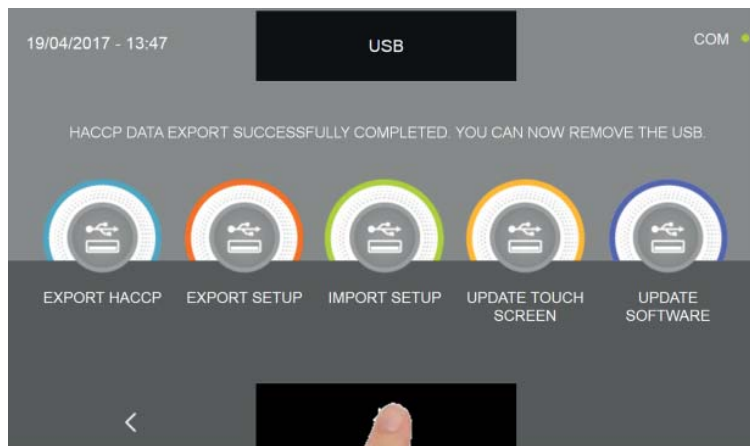 19/04/2017 - 13:47
USB
COM
HACCP DATA EXPORT SUCCESSFULLY COMPLETED. YOU CAN NOW REMOVE THE USB.
EXPORT HACCP
EXPORT SETUP
IMPORT SETUP
UPDATE TOUCH
SCREEN
UPDATE
SOFTWARE